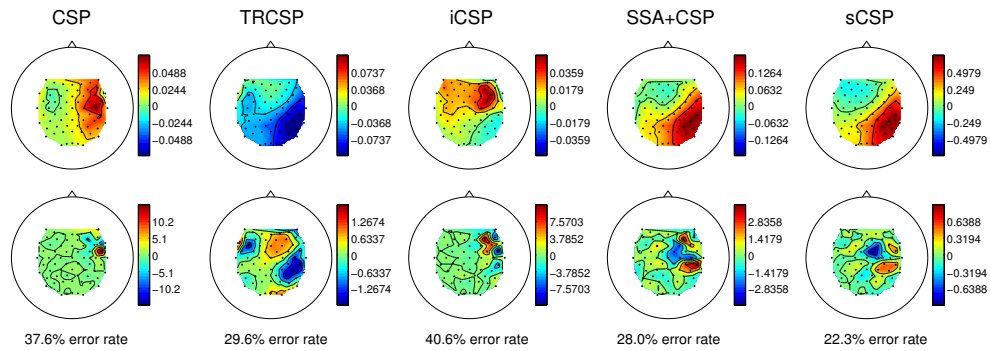 CSP TRCSP iCSP SSA+CSP sCSP
0.0488 0.0737 0.0359 0.1264 0.4979
0.0244 0.0368 0.0179 0.0632 0.249
0 0 0 0 0
−0.0244 −0.0368 −0.0179 −0.0632 −0.249
−0.0488 −0.0737 −0.0359 −0.1264 −0.4979
10.2 1.2674 7.5703 2.8358 0.6388
5.1 0.6337 3.7852 1.4179 0.3194
0 0 0 0 0
−5.1 −0.6337 −3.7852 −1.4179 −0.3194
−10.2 −1.2674 −7.5703 −2.8358 −0.6388
37.6% error rate 29.6% error rate 40.6% error rate 28.0% error rate 22.3% error rate